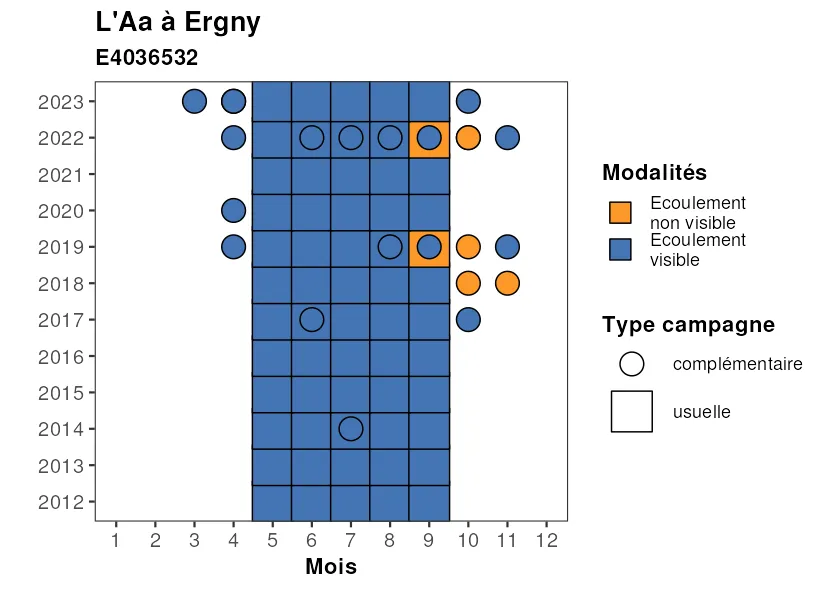 L'Aa à Ergny
E4036532
2023
2022
2021
2020
2019
2018
2017
2016
2015
2014
2013
2012
1 2 3 4 5 6 7 8 9 10 11 12
Mois
Modalités
Ecoulement
non visible
Ecoulement
visible
Type campagne
complémentaire
usuelle